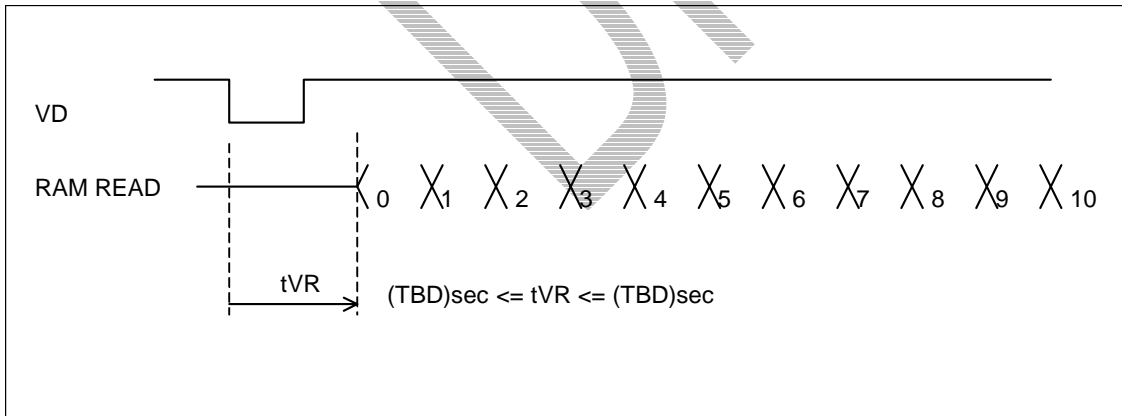 VD
RAM READ 0 1 2 3 4 5 6 7 8 9 10
tVR (TBD)sec <= tVR <= (TBD)sec